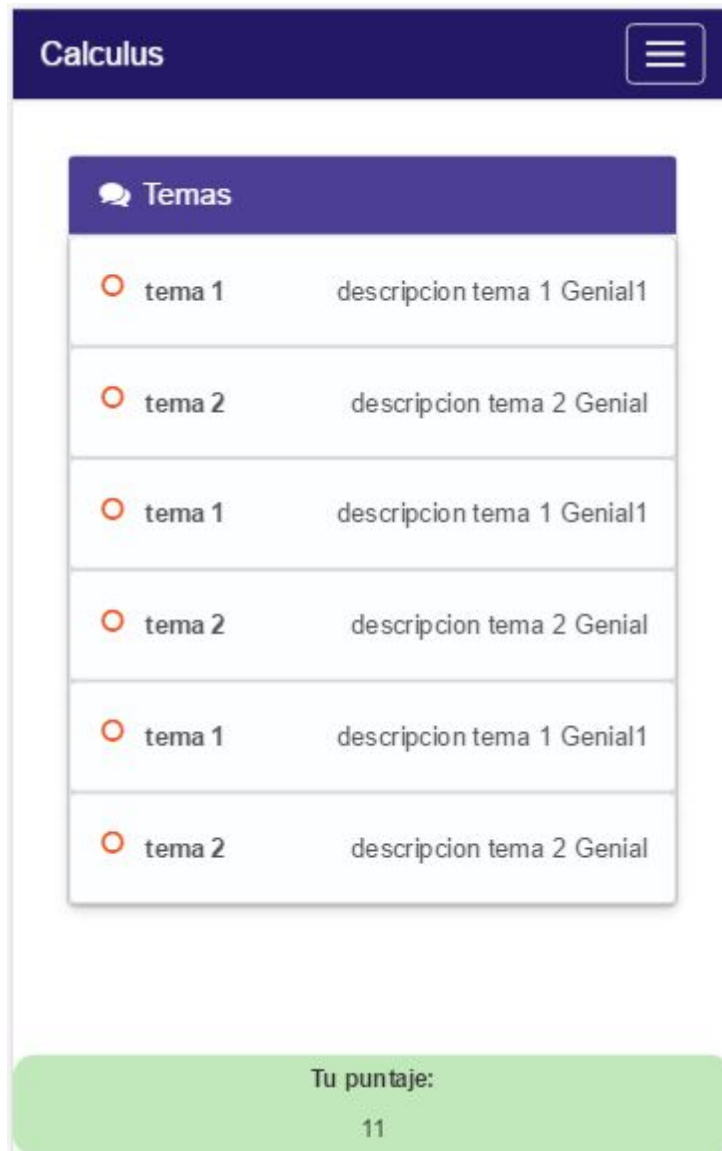 Calculus
Temas
tema 1 descripcion tema 1 Genial1
tema 2 descripcion tema 2 Genial
tema 1 descripcion tema 1 Genial1
tema 2 descripcion tema 2 Genial
tema 1 descripcion tema 1 Genial1
tema 2 descripcion tema 2 Genial
Tu puntaje:
11